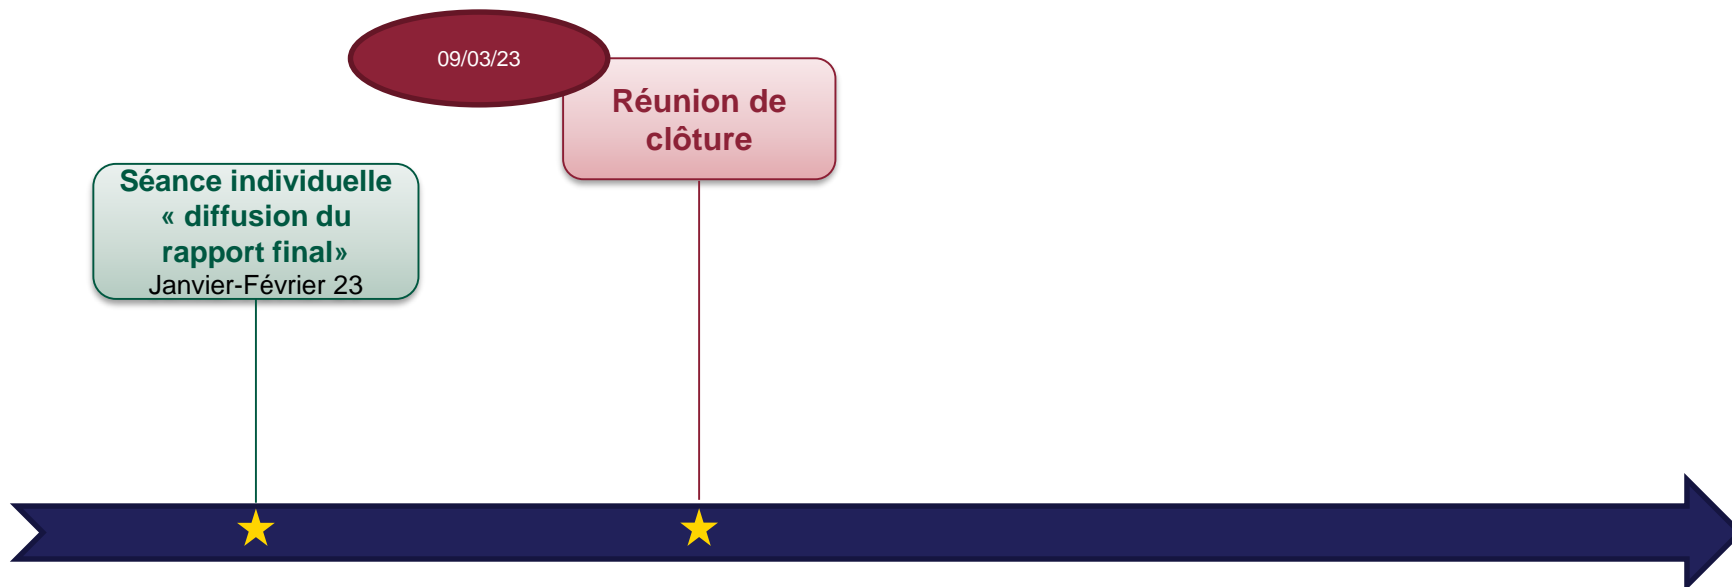 09/03/23
Réunion de
clôture
Séance individuelle
« diffusion du
rapport final»
Janvier-Février 23